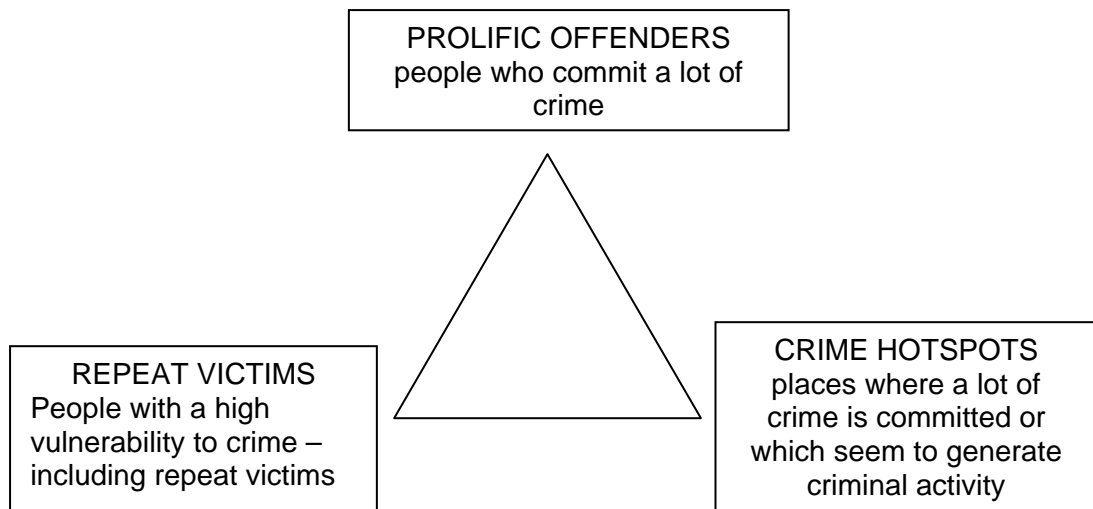 PROLIFIC OFFENDERS
people who commit a lot of
crime
REPEAT VICTIMS
People with a high
vulnerability to crime –
including repeat victims
CRIME HOTSPOTS
places where a lot of
crime is committed or
which seem to generate
criminal activity